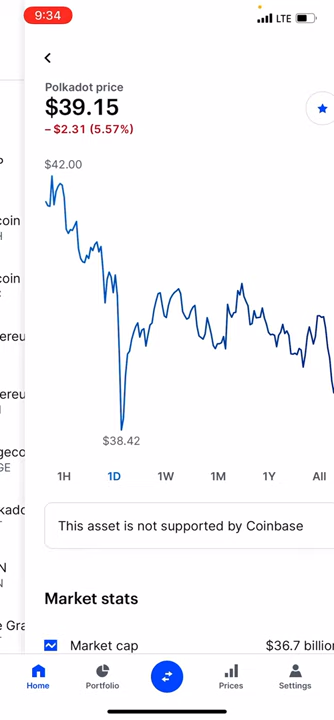 9:34
LTE
Polkadot price
$39.15
– $2.31 (5.57%)
$42.00
$38.42
1H
1D
1W
1M
1Y
All
This asset is not supported by Coinbase
Market stats
Market cap
$36.7 billion
Home
Portfolio
Prices
Settings